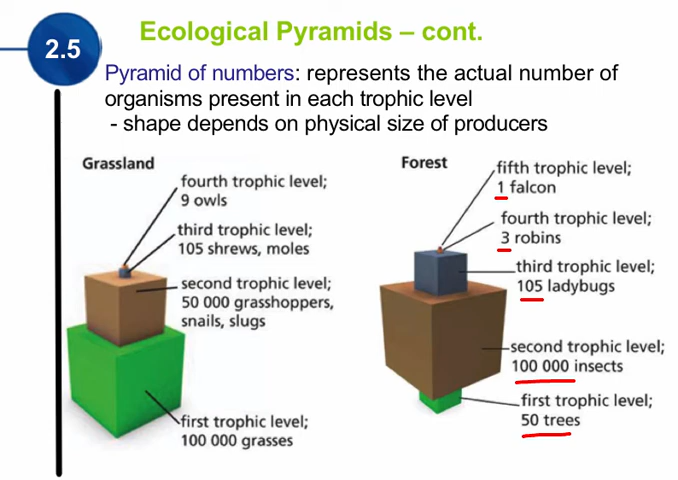 Ecological Pyramids – cont.
2.5
Pyramid of numbers: represents the actual number of
organisms present in each trophic level
- shape depends on physical size of producers
Grassland
fourth trophic level;
9 owls
third trophic level;
105 shrews, moles
second trophic level;
50 000 grasshoppers,
snails, slugs
first trophic level;
100 000 grasses
Forest
fifth trophic level;
1 falcon
fourth trophic level;
3 robins
third trophic level;
105 ladybugs
second trophic level;
100 000 insects
first trophic level;
50 trees